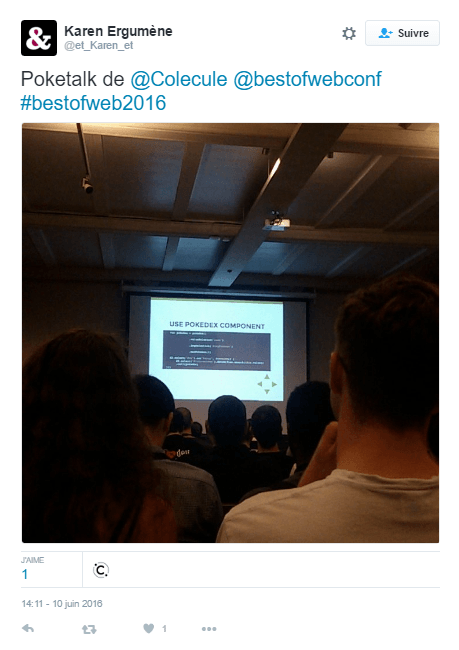 &
Karen Ergumène
@et_Karen_et
Suivre
Poketalk de @Colecule @bestofwebconf
#bestofweb2016
USE POKEDEX COMPONENT
J'AIME
1
C
14:11 - 10 juin 2016
1